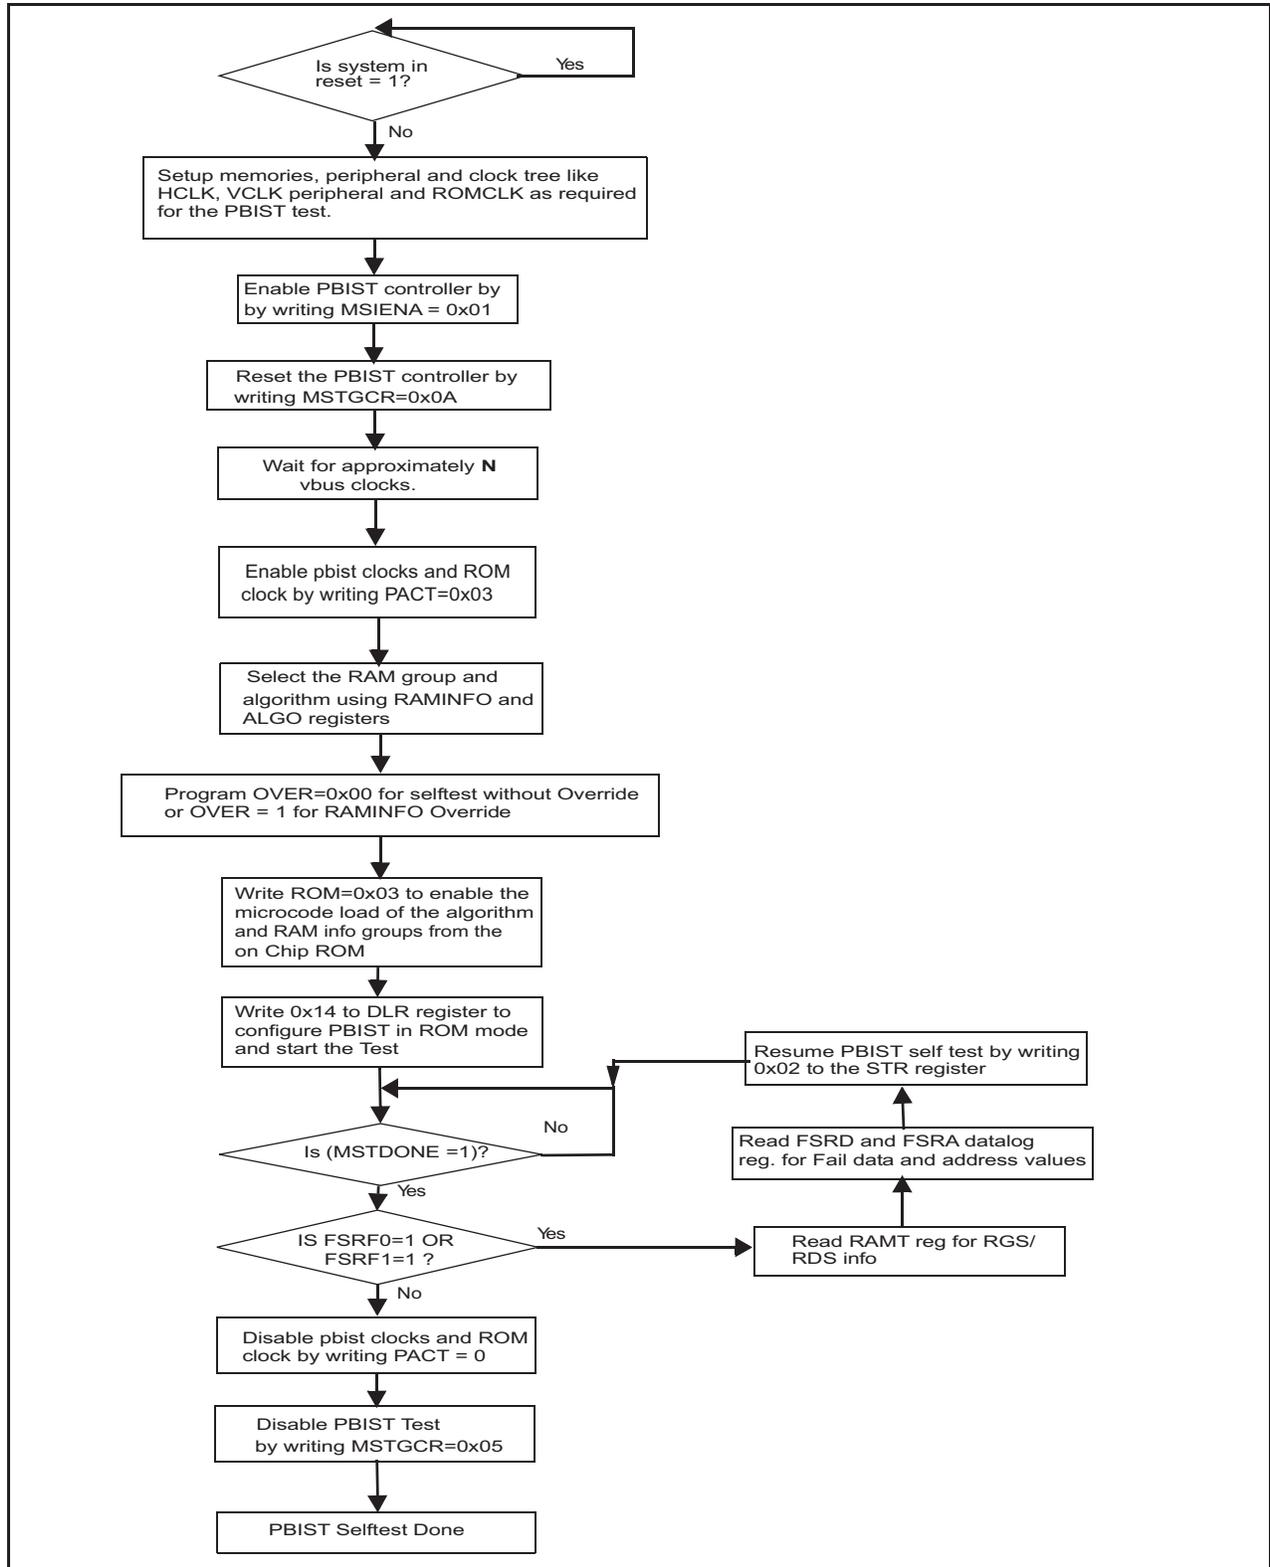 Is system in
reset = 1?
Yes
No
Setup memories, peripheral and clock tree like
HCLK, VCLK peripheral and ROMCLK as required
for the PBIST test.
Enable PBIST controller by
by writing MSIENA = 0x01
Reset the PBIST controller by
writing MSTGCR=0x0A
Wait for approximately N
vbus clocks.
Enable pbist clocks and ROM
clock by writing PACT=0x03
Select the RAM group and
algorithm using RAMINFO and
ALGO registers
Program OVER=0x00 for selftest without Override
or OVER = 1 for RAMINFO Override
Write ROM=0x03 to enable the
microcode load of the algorithm
and RAM info groups from the
on Chip ROM
Write 0x14 to DLR register to
configure PBIST in ROM mode
and start the Test
Resume PBIST self test by writing
0x02 to the STR register
No
Is (MSTDONE =1)?
Read FSRD and FSRA datalog
reg. for Fail data and address values
Yes
IS FSRF0=1 OR
FSRF1=1 ?
Yes
Read RAMT reg for RGS/
RDS info
No
Disable pbist clocks and ROM
clock by writing PACT = 0
Disable PBIST Test
by writing MSTGCR=0x05
PBIST Selftest Done